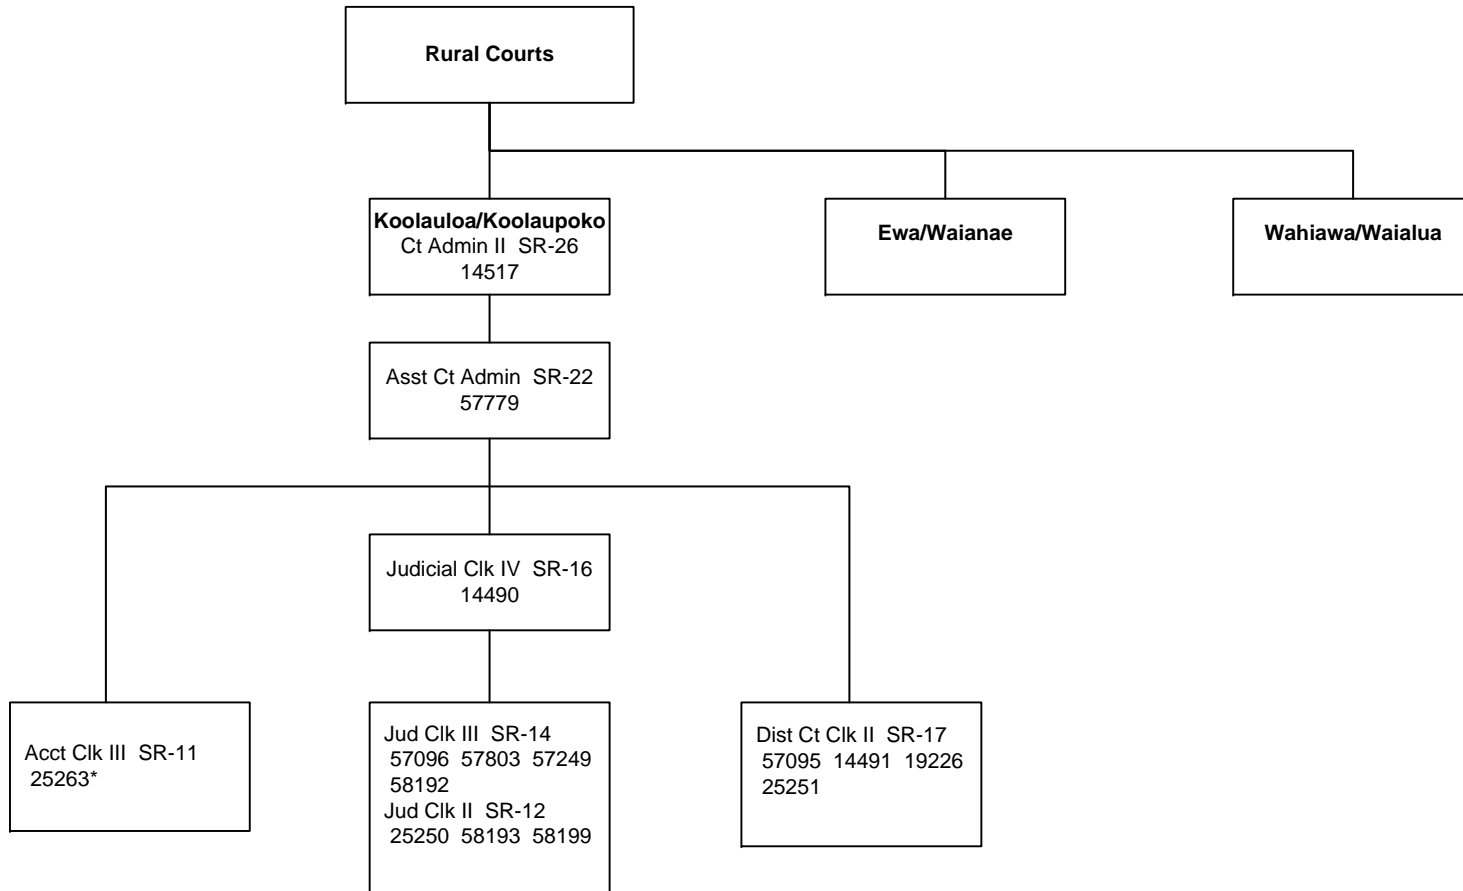 Rural Courts
Koolauloa/Koolaupoko
Ct Admin II SR-26
14517
Ewa/Waianae
Wahiawa/Waialua
Asst Ct Admin SR-22
57779
Judicial Clk IV SR-16
14490
Acct Clk III SR-11
25263*
Jud Clk III SR-14
57096 57803 57249
58192
Jud Clk II SR-12
25250 58193 58199
Dist Ct Clk II SR-17
57095 14491 19226
25251